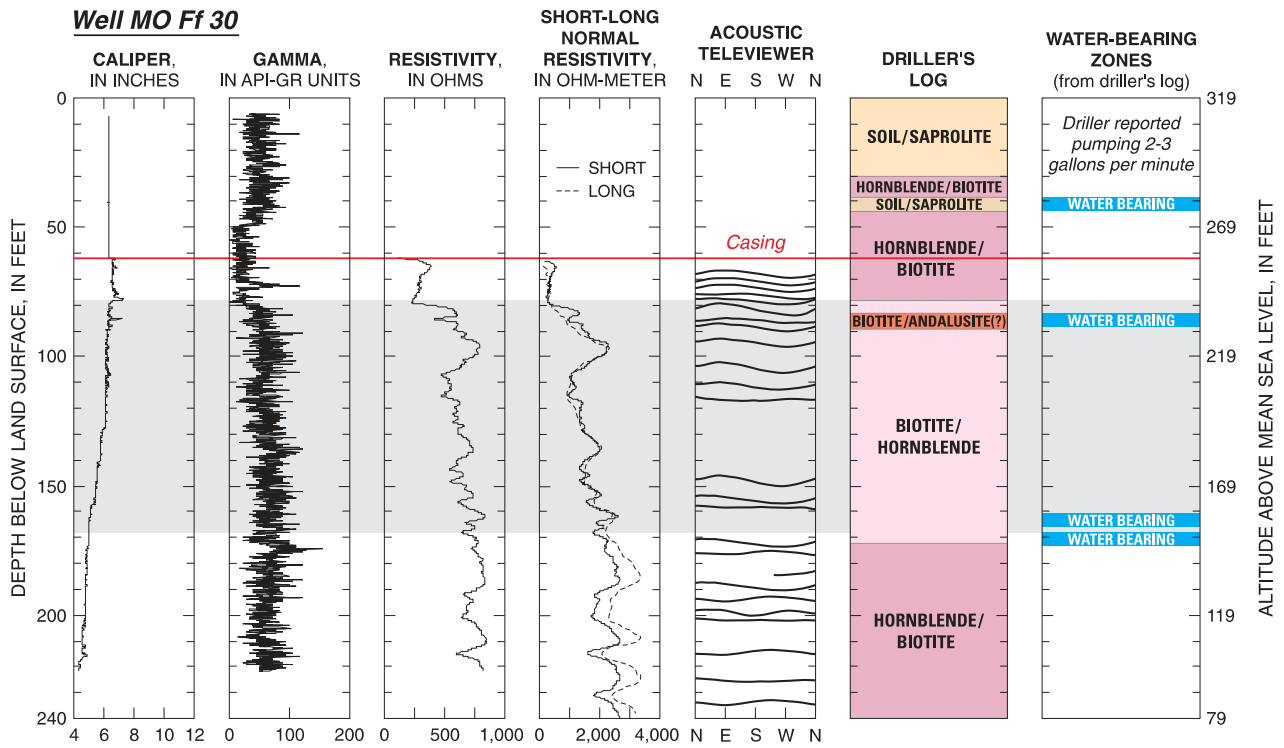 Well MO Ff 30
CALIPER,
IN INCHES
GAMMA,
IN API-GR UNITS
RESISTIVITY,
IN OHMS
SHORT-LONG
NORMAL
RESISTIVITY,
IN OHM-METER
ACOUSTIC
TELEVIEWER
N E S W N
DRILLER'S
LOG
WATER-BEARING
ZONES
(from driller's log)
DEPTH BELOW LAND SURFACE, IN FEET
0
50
100
150
200
240
4 6 8 10 12
0 100 200
0 500 1,000
SHORT
LONG
0 2,000 4,000
Casing
N E S W N
SOIL/SAPROLITE
HORNBLENDE/BIOTITE
SOIL/SAPROLITE
HORNBLENDE/
BIOTITE
BIOTITE/ANDALUSITE(?)
BIOTITE/
HORNBLENDE
HORNBLENDE/
BIOTITE
Driller reported
pumping 2-3
gallons per minute
WATER BEARING
WATER BEARING
WATER BEARING
WATER BEARING
319
269
219
169
119
79
ALTITUDE ABOVE MEAN SEA LEVEL, IN FEET